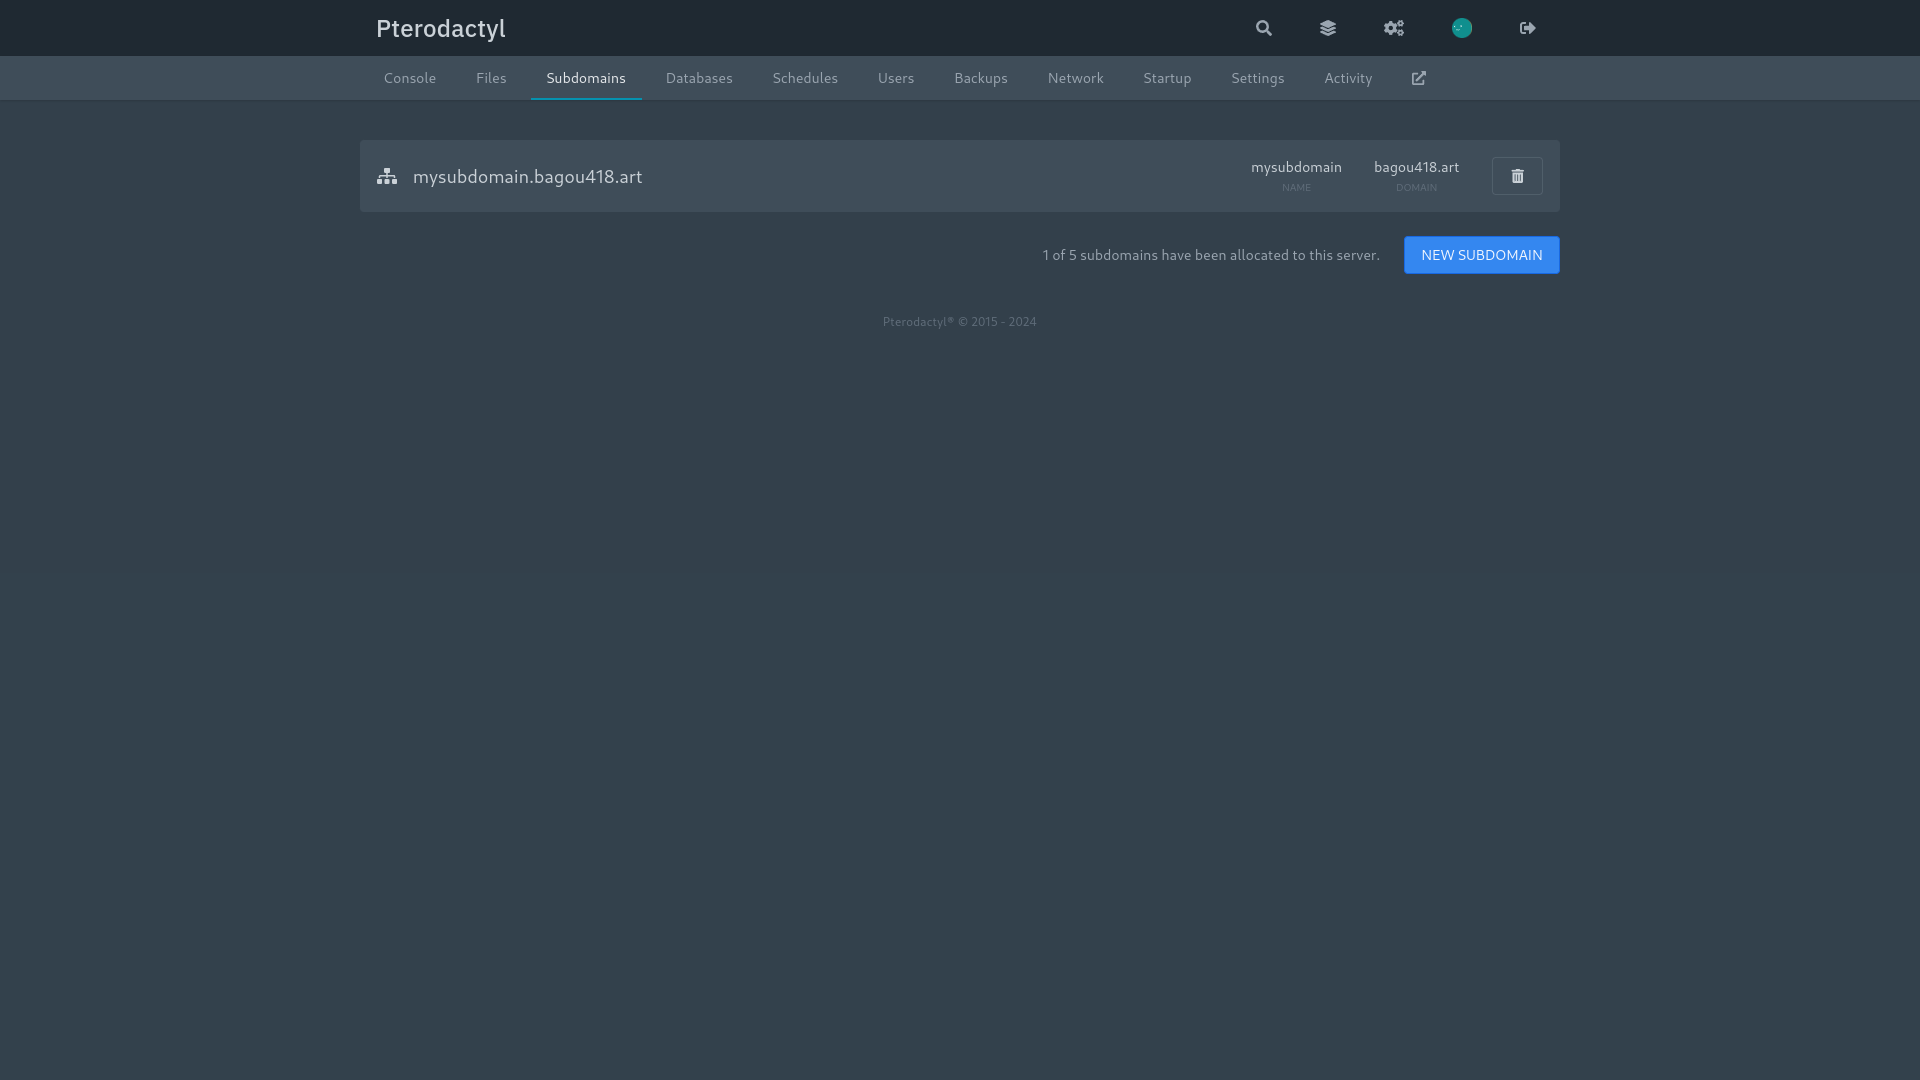 Pterodactyl
Console Files Subdomains Databases Schedules Users Backups Network Startup Settings Activity
mysubdomain.bagou418.art
mysubdomain
NAME
bagou418.art
DOMAIN
1 of 5 subdomains have been allocated to this server.
NEW SUBDOMAIN
Pterodactyl® © 2015 - 2024